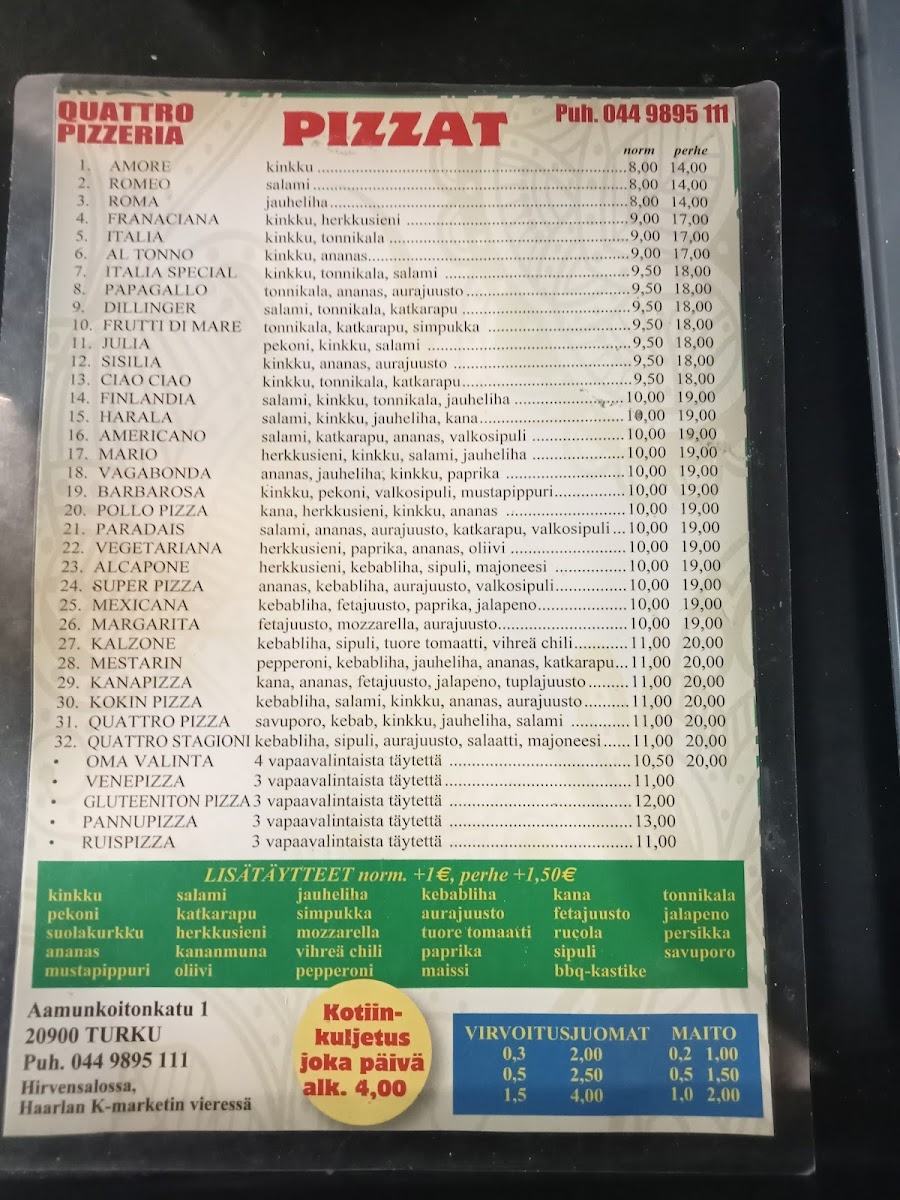 QUATTRO PIZZERIA PIZZAT Puh. 044 9895 111
norm perhe
1. AMORE kinkku 8,00 14,00
2. ROMEO salami 8,00 14,00
3. ROMA jauheliha 8,00 14,00
4. FRANACIANA kinkku, herkkusieni 9,00 17,00
5. ITALIA kinkku, tonnikala 9,00 17,00
6. AL TONNO kinkku, ananas 9,00 17,00
7. ITALIA SPECIAL kinkku, tonnikala, salami 9,50 18,00
8. PAPAGALLO tonnikala, ananas, aurajuusto 9,50 18,00
9. DILLINGER salami, tonnikala, katkarapu 9,50 18,00
10. FRUTTI DI MARE tonnikala, katkarapu, simpukka 9,50 18,00
11. JULIA pekoni, kinkku, salami 9,50 18,00
12. SISILIA kinkku, ananas, aurajuusto 9,50 18,00
13. CIAO CIAO kinkku, tonnikala, katkarapu 9,50 18,00
14. FINLANDIA salami, kinkku, tonnikala, jauheliha 10,00 19,00
15. HARALA salami, kinkku, jauheliha, kana 10,00 19,00
16. AMERICANO salami, katkarapu, ananas, valkosipuli 10,00 19,00
17. MARIO herkkusieni, kinkku, salami, jauheliha 10,00 19,00
18. VAGABONDA ananas, jauheliha, kinkku, paprika 10,00 19,00
19. BARBAROSA kinkku, pekoni, valkosipuli, mustapippuri 10,00 19,00
20. POLLO PIZZA kana, herkkusieni, kinkku, ananas 10,00 19,00
21. PARADAIS salami, ananas, aurajuusto, katkarapu, valkosipuli 10,00 19,00
22. VEGETARIANA herkkusieni, paprika, ananas, oliivi 10,00 19,00
23. ALCAPONE herkkusieni, kebabliha, sipuli, majoneesi 10,00 19,00
24. SUPER PIZZA ananas, kebabliha, aurajuusto, valkosipuli 10,00 19,00
25. MEXICANA kebabliha, fetajuusto, paprika, jalapeno 10,00 19,00
26. MARGARITA fetajuusto, mozzarella, aurajuusto 10,00 19,00
27. KALZONE kebabliha, sipuli, tuore tomaatti, vihreä chili 11,00 20,00
28. MESTARIN pepperoni, kebabliha, jauheliha, ananas, katkarapu 11,00 20,00
29. KANAPIZZA kana, ananas, fetajuusto, jalapeno, tuplajuusto 11,00 20,00
30. KOKIN PIZZA kebabliha, salami, kinkku, ananas, aurajuusto 11,00 20,00
31. QUATTRO PIZZA savuporo, kebab, kinkku, jauheliha, salami 11,00 20,00
32. QUATTRO STAGIONI kebabliha, sipuli, aurajuusto, salaatti, majoneesi 11,00 20,00
• OMA VALINTA 4 vapaavalintaista täytettä 10,50 20,00
• VENEPIZZA 3 vapaavalintaista täytettä 11,00
• GLUTEENITON PIZZA 3 vapaavalintaista täytettä 12,00
• PANNUPIZZA 3 vapaavalintaista täytettä 13,00
• RUISPIZZA 3 vapaavalintaista täytettä 11,00
LISÄTÄYTTEET norm. +1€, perhe +1,50€
kinkku salami jauheliha kebabliha kana tonnikala
pekoni katkarapu simpukka aurajuusto fetajuusto jalapeno
suolakurkku herkkusieni mozzarella tuore tomaatti rucola persikka
ananas kananmuna vihreä chili paprika sipuli savuporo
mustapippuri oliivi pepperoni maissi bbq-kastike
Aamunkoitonkatu 1
20900 TURKU
Puh. 044 9895 111
Hirvensalossa,
Haarlan K-marketin vieressä
Kotiin-
kuljetus
joka päivä
alk. 4,00
VIRVOITUSJUOMAT MAITO
0,3 2,00 0,2 1,00
0,5 2,50 0,5 1,50
1,5 4,00 1,0 2,00